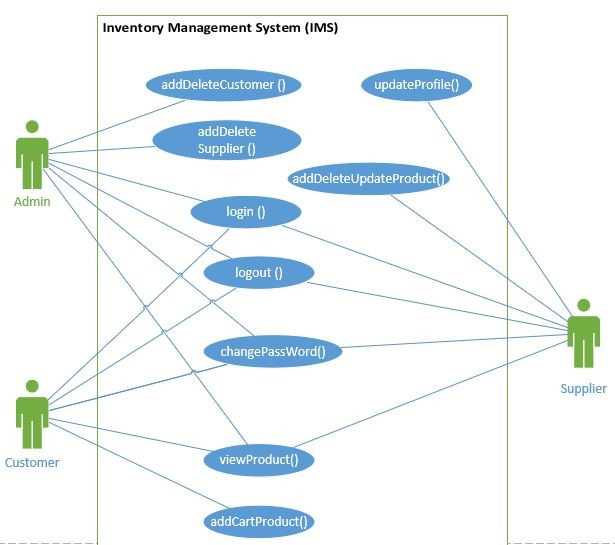 Inventory Management System (IMS)
addDeleteCustomer ()
updateProfile()
addDelete
Supplier ()
addDeleteUpdateProduct()
Admin
login ()
logout ()
changePassWord()
Supplier
Customer
viewProduct()
addCartProduct()